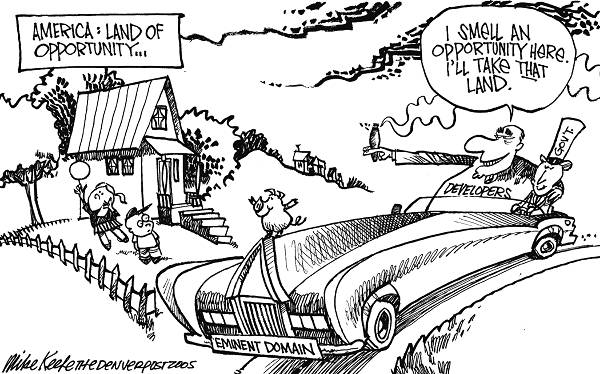 AMERICA: LAND OF
OPPORTUNITY...
I SMELL AN
OPPORTUNITY HERE.
I'LL TAKE THAT
LAND.
GOV'T
DEVELOPERS
EMINENT DOMAIN
Mike Keefe THE DENVER POST 2005